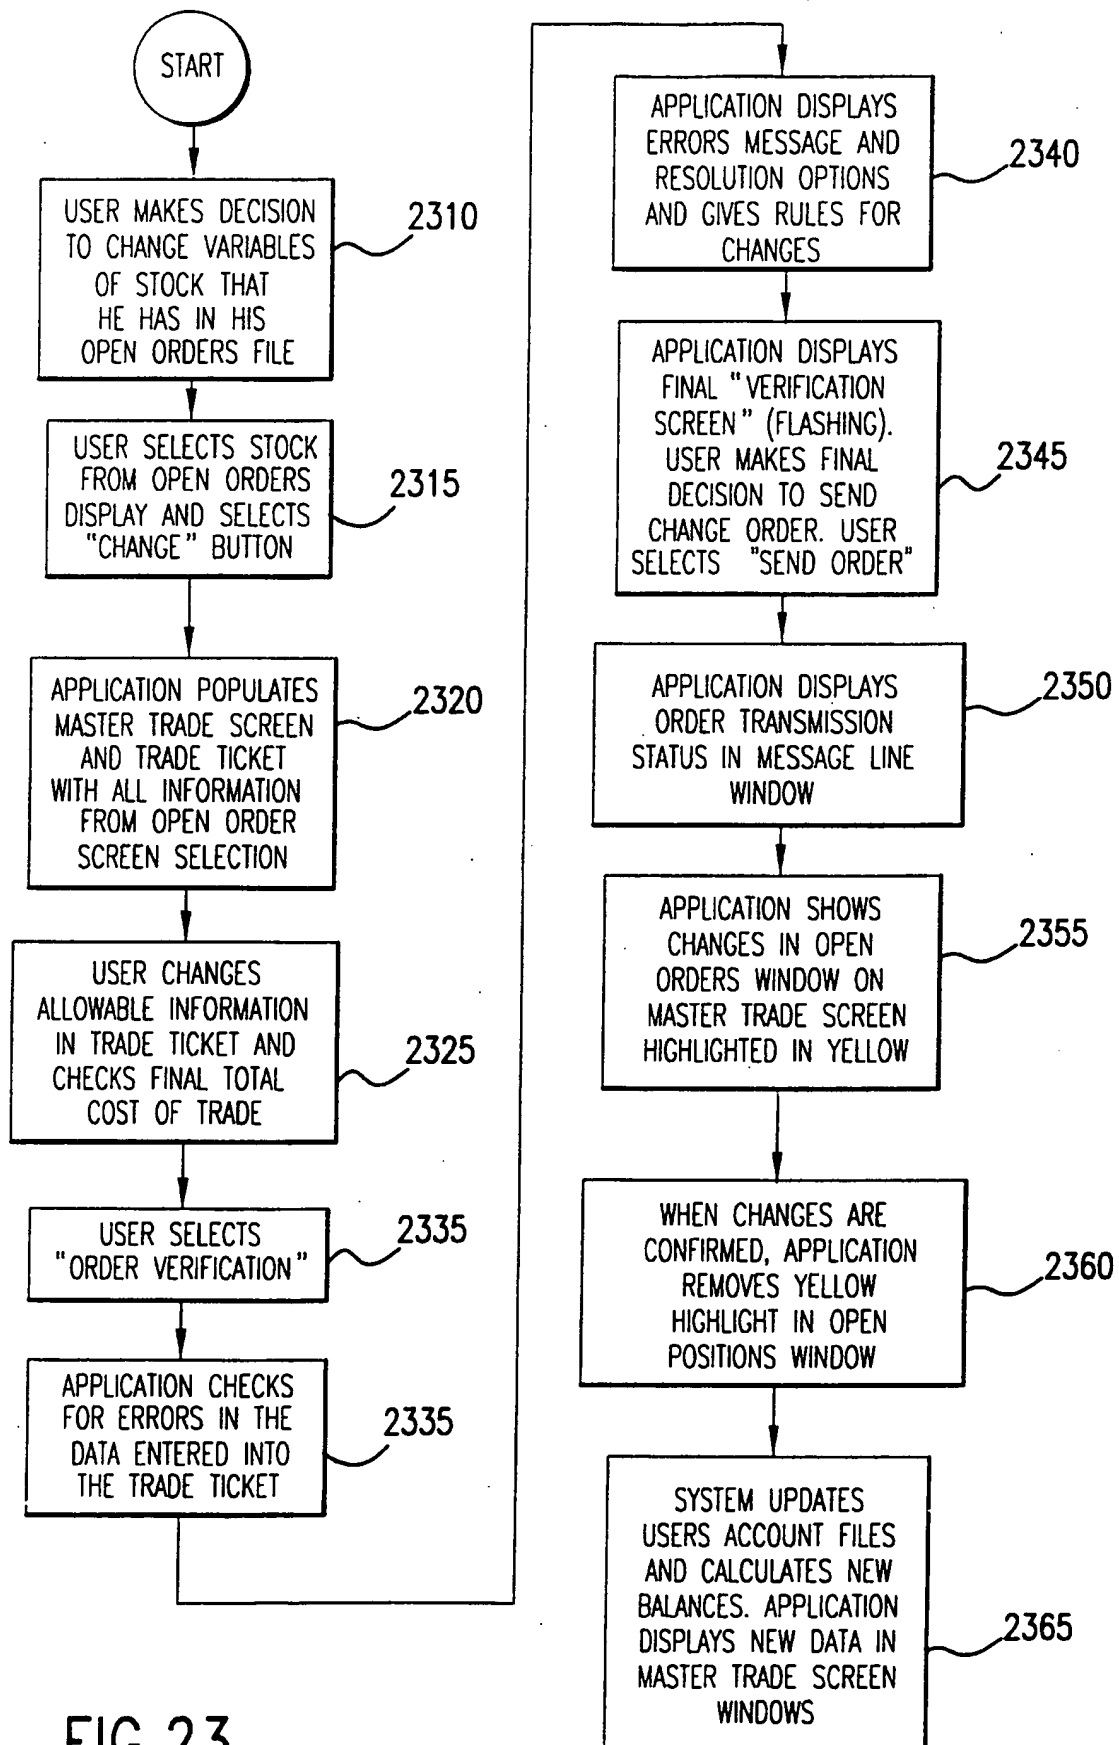 START
USER MAKES DECISION
TO CHANGE VARIABLES
OF STOCK THAT
HE HAS IN HIS
OPEN ORDERS FILE
2310
USER SELECTS STOCK
FROM OPEN ORDERS
DISPLAY AND SELECTS
"CHANGE" BUTTON
2315
APPLICATION POPULATES
MASTER TRADE SCREEN
AND TRADE TICKET
WITH ALL INFORMATION
FROM OPEN ORDER
SCREEN SELECTION
2320
USER CHANGES
ALLOWABLE INFORMATION
IN TRADE TICKET AND
CHECKS FINAL TOTAL
COST OF TRADE
2325
USER SELECTS
"ORDER VERIFICATION"
2335
APPLICATION CHECKS
FOR ERRORS IN THE
DATA ENTERED INTO
THE TRADE TICKET
2335
APPLICATION DISPLAYS
ERRORS MESSAGE AND
RESOLUTION OPTIONS
AND GIVES RULES FOR
CHANGES
2340
APPLICATION DISPLAYS
FINAL "VERIFICATION
SCREEN" (FLASHING).
USER MAKES FINAL
DECISION TO SEND
CHANGE ORDER. USER
SELECTS "SEND ORDER"
2345
APPLICATION DISPLAYS
ORDER TRANSMISSION
STATUS IN MESSAGE LINE
WINDOW
2350
APPLICATION SHOWS
CHANGES IN OPEN
ORDERS WINDOW ON
MASTER TRADE SCREEN
HIGHLIGHTED IN YELLOW
2355
WHEN CHANGES ARE
CONFIRMED, APPLICATION
REMOVES YELLOW
HIGHLIGHT IN OPEN
POSITIONS WINDOW
2360
SYSTEM UPDATES
USERS ACCOUNT FILES
AND CALCULATES NEW
BALANCES. APPLICATION
DISPLAYS NEW DATA IN
MASTER TRADE SCREEN
WINDOWS
2365
FIG.23